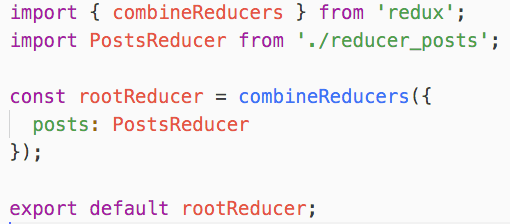 import { combineReducers } from 'redux';
import PostsReducer from './reducer_posts';
const rootReducer = combineReducers({
  posts: PostsReducer
});
export default rootReducer;